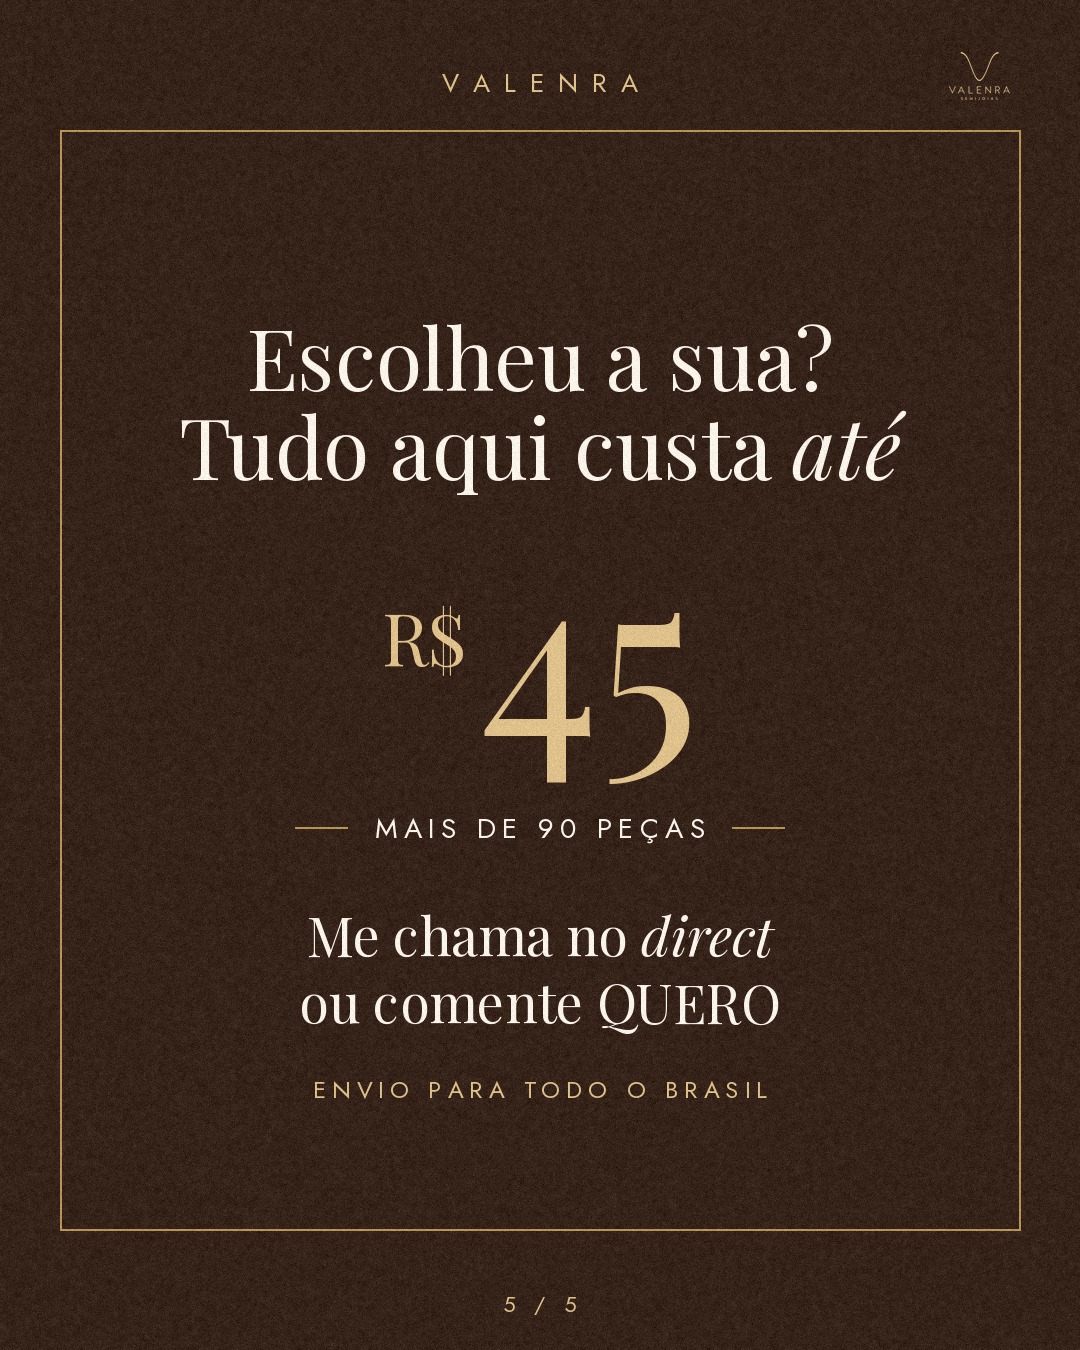 VALENRA
VALENRA
SEMIJOIAS
Escolheu a sua?
Tudo aqui custa até
R$ 45
MAIS DE 90 PEÇAS
Me chama no direct
ou comente QUERO
ENVIO PARA TODO O BRASIL
5 / 5